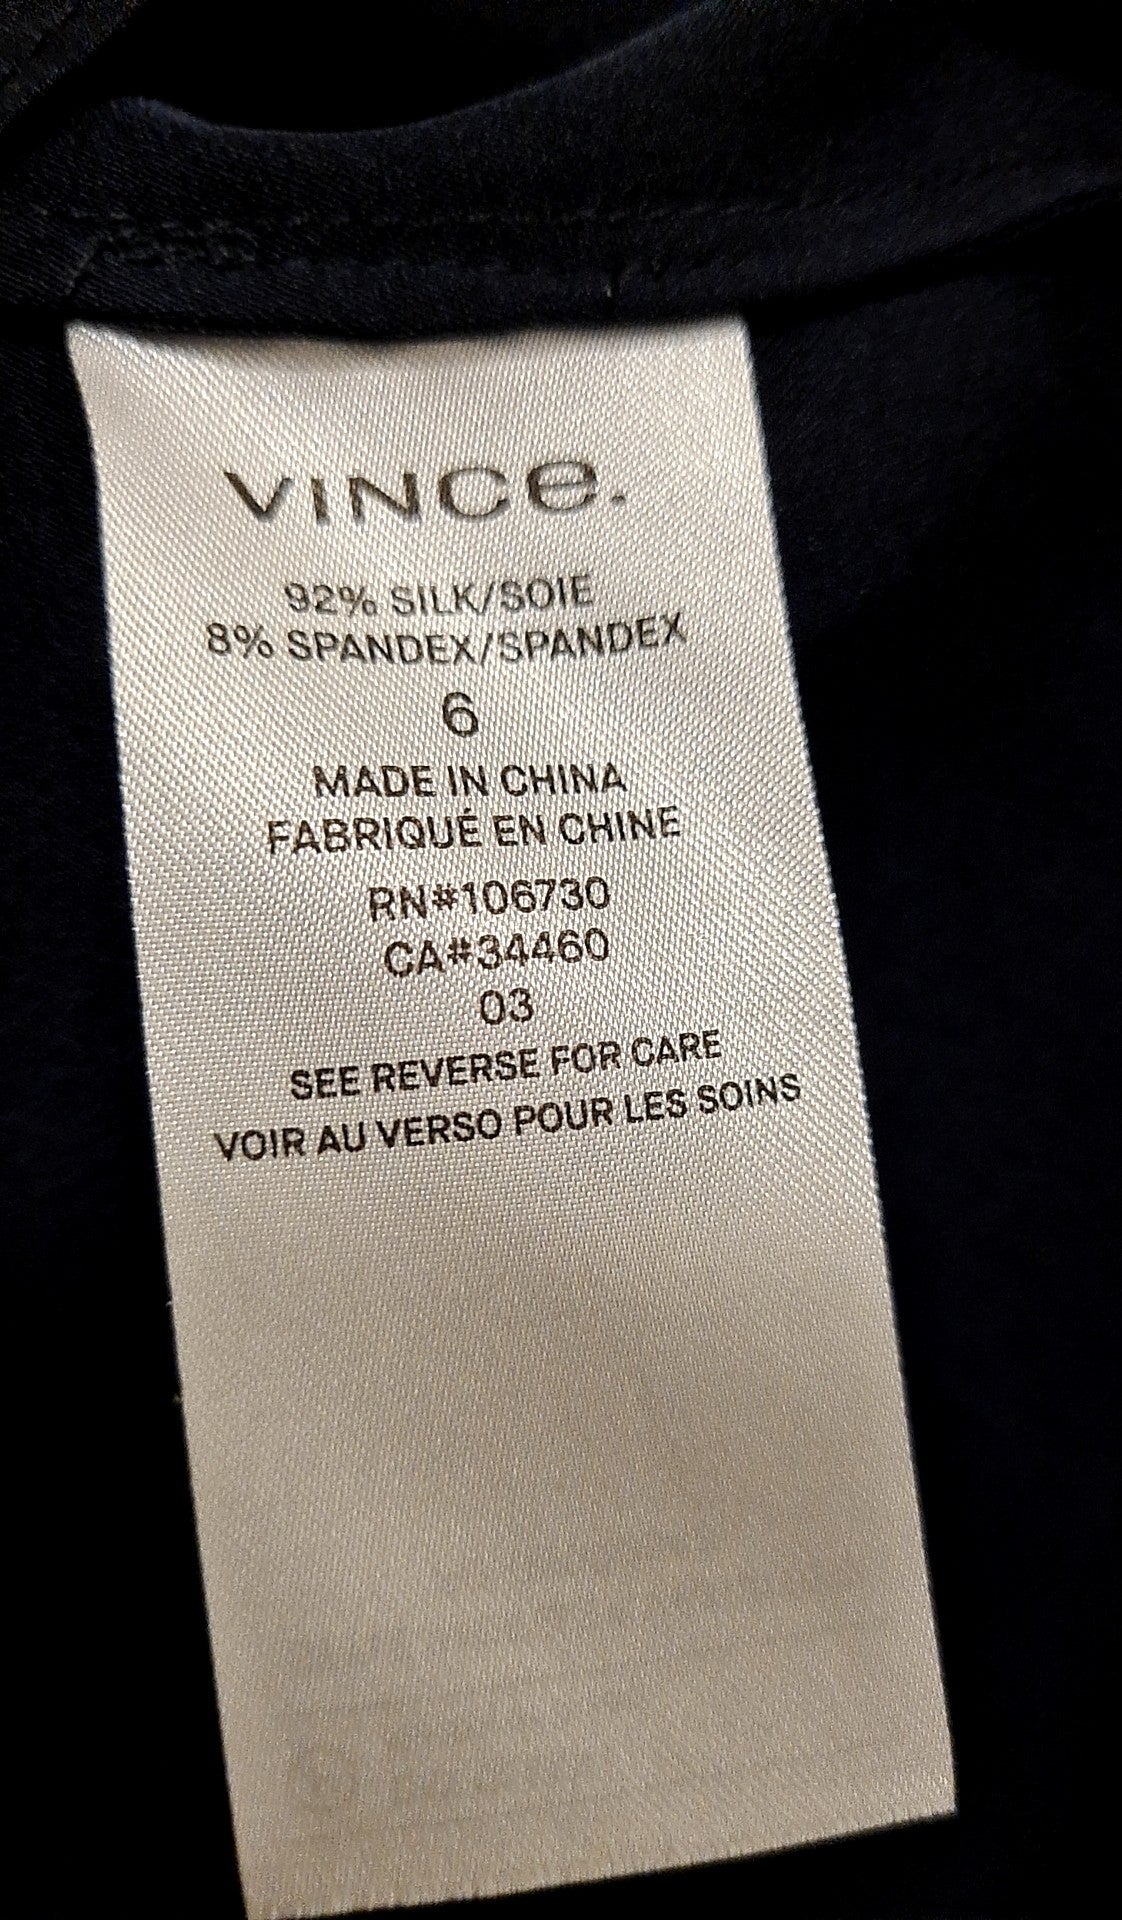 VINCe.
92% SILK/SOIE
8% SPANDEX/SPANDEX
6
MADE IN CHINA
FABRIQUÉ EN CHINE
RN#106730
CA#34460
03
SEE REVERSE FOR CARE
VOIR AU VERSO POUR LES SOINS